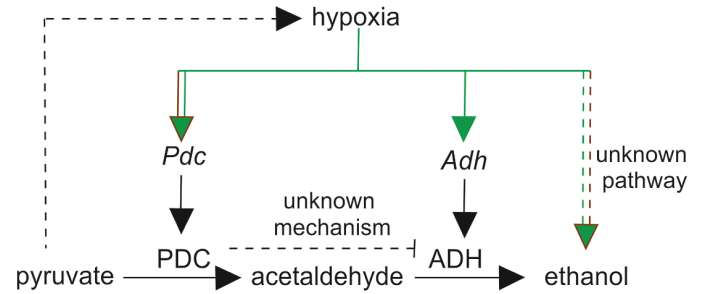 hypoxia
Pdc
Adh
unknown
pathway
unknown
mechanism
PDC
ADH
pyruvate
acetaldehyde
ethanol